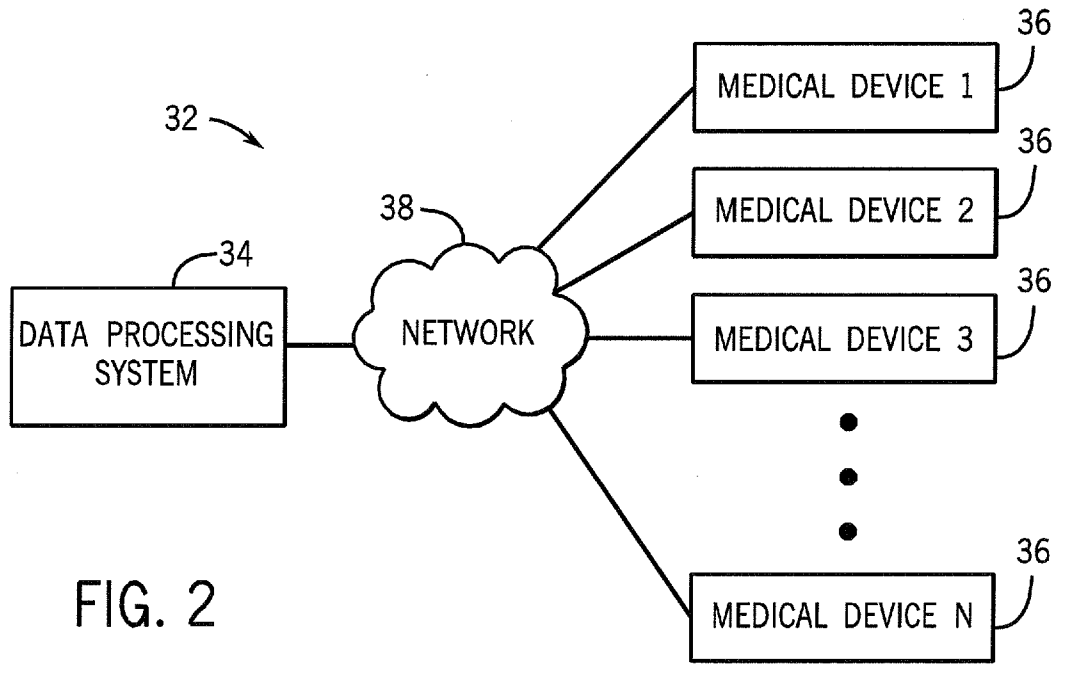 36
MEDICAL DEVICE 1
32
36
MEDICAL DEVICE 2
38
34
36
DATA PROCESSING
SYSTEM
NETWORK
MEDICAL DEVICE 3
36
MEDICAL DEVICE N
FIG. 2